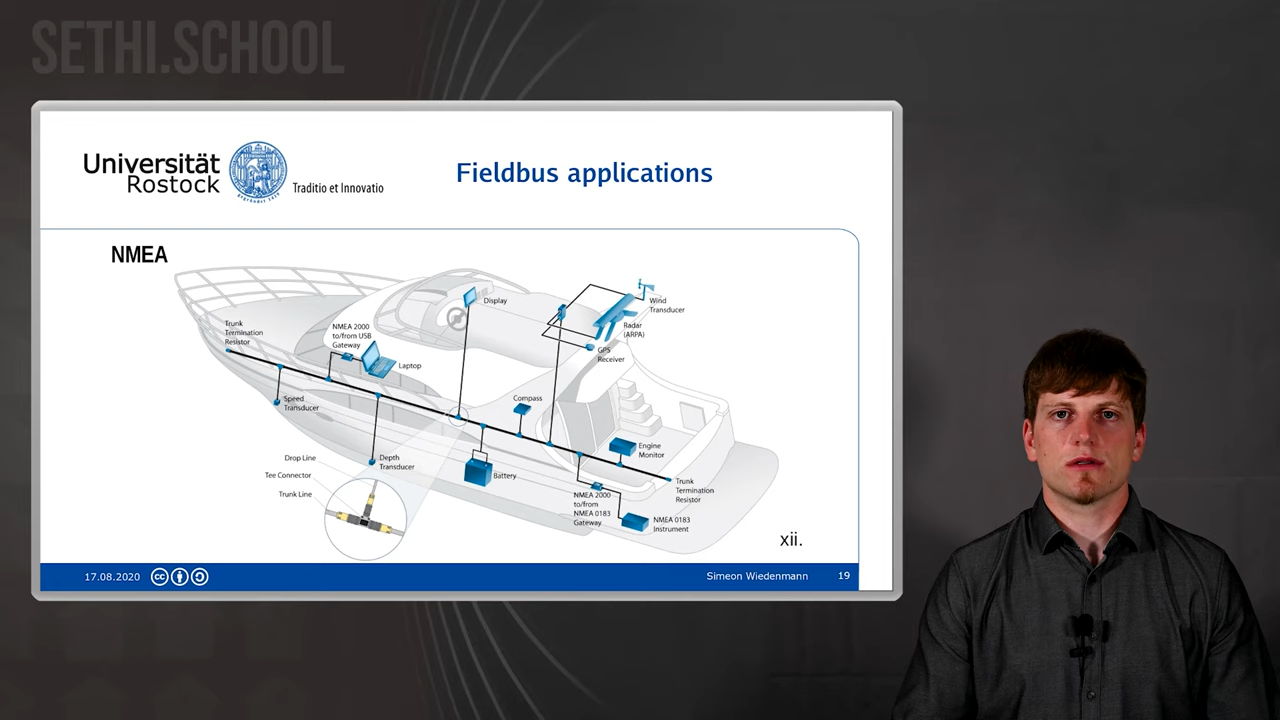 SETHI.SCHOOL
Universität
Rostock
Traditio et Innovatio
Fieldbus applications
NMEA
Display
Wind
Transducer
Radar
(ARPA)
GPS
Receiver
Trunk
Termination
Resistor
NMEA 2000
to/from USB
Gateway
Laptop
Speed
Transducer
Compass
Engine
Monitor
Depth
Transducer
Battery
Drop Line
Tee Connector
Trunk Line
NMEA 2000
to/from
NMEA 0183
Gateway
NMEA 0183
Instrument
Trunk
Termination
Resistor
xii.
17.08.2020
cc
Simeon Wiedenmann
19